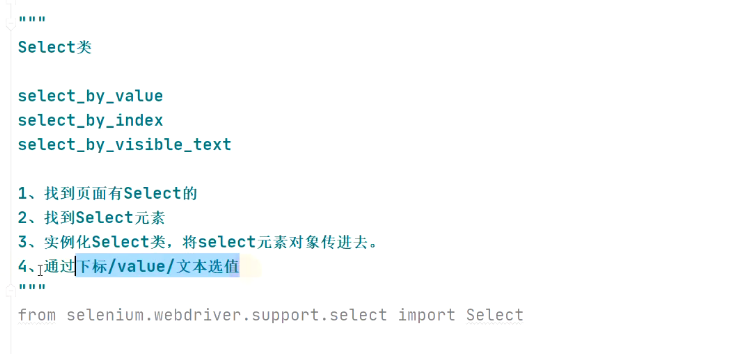 """
Select类
select_by_value
select_by_index
select_by_visible_text
1、找到页面有Select的
2、找到Select元素
3、实例化Select类，将select元素对象传进去。
4、通过下标/value/文本选值
"""
from selenium.webdriver.support.select import Select